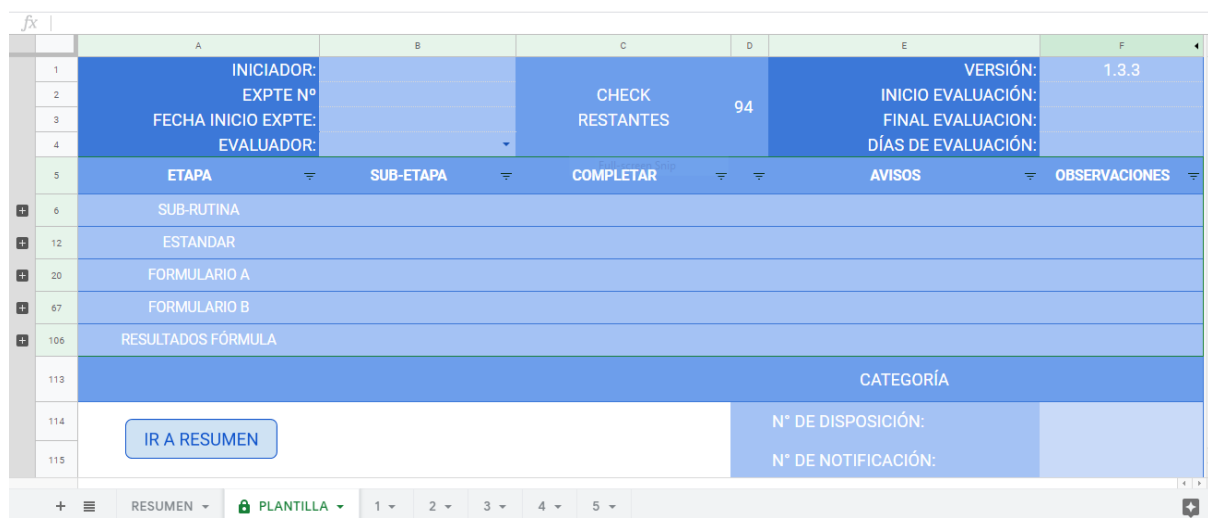 fx
A B C D E F
1 INICIADOR: VERSIÓN: 1.3.3
2 EXPTE Nº CHECK INICIO EVALUACIÓN:
94
3 FECHA INICIO EXPTE: RESTANTES FINAL EVALUACION:
4 EVALUADOR: DÍAS DE EVALUACIÓN:
Full-screen Snip
5 ETAPA SUB-ETAPA COMPLETAR AVISOS OBSERVACIONES
6 SUB-RUTINA
12 ESTANDAR
20 FORMULARIO A
67 FORMULARIO B
106 RESULTADOS FÓRMULA
113 CATEGORÍA
114 N° DE DISPOSICIÓN:
IR A RESUMEN
115 N° DE NOTIFICACIÓN:
RESUMEN PLANTILLA 1 2 3 4 5